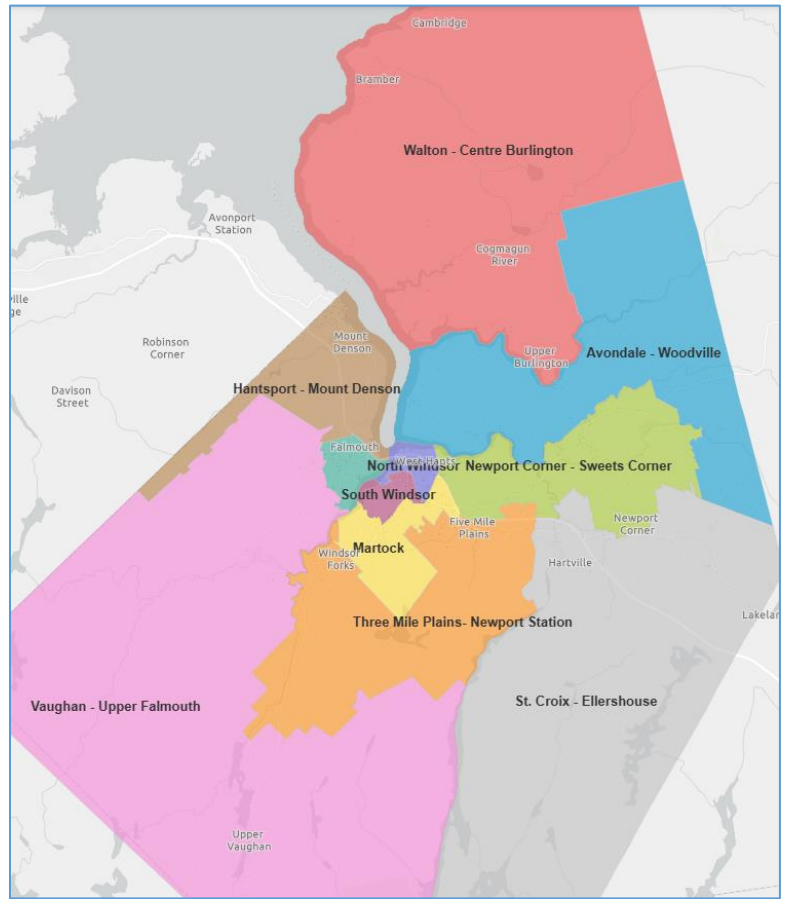 Cambridge
Bramber
Walton - Centre Burlington
Avonport
Station
Cogmagun
River
ville
ge
Mount
Denson
Robinson
Corner
Upper
Burlington
Avondale - Woodville
Hantsport - Mount Denson
Davison
Street
Falmouth
West Hants
North Windsor
Newport Corner - Sweets Corner
South Windsor
Five Mile
Plains
Newport
Corner
Martock
Windsor
Forks
Hartville
Lakelan
Three Mile Plains- Newport Station
St. Croix - Ellershouse
Vaughan - Upper Falmouth
Upper
Vaughan